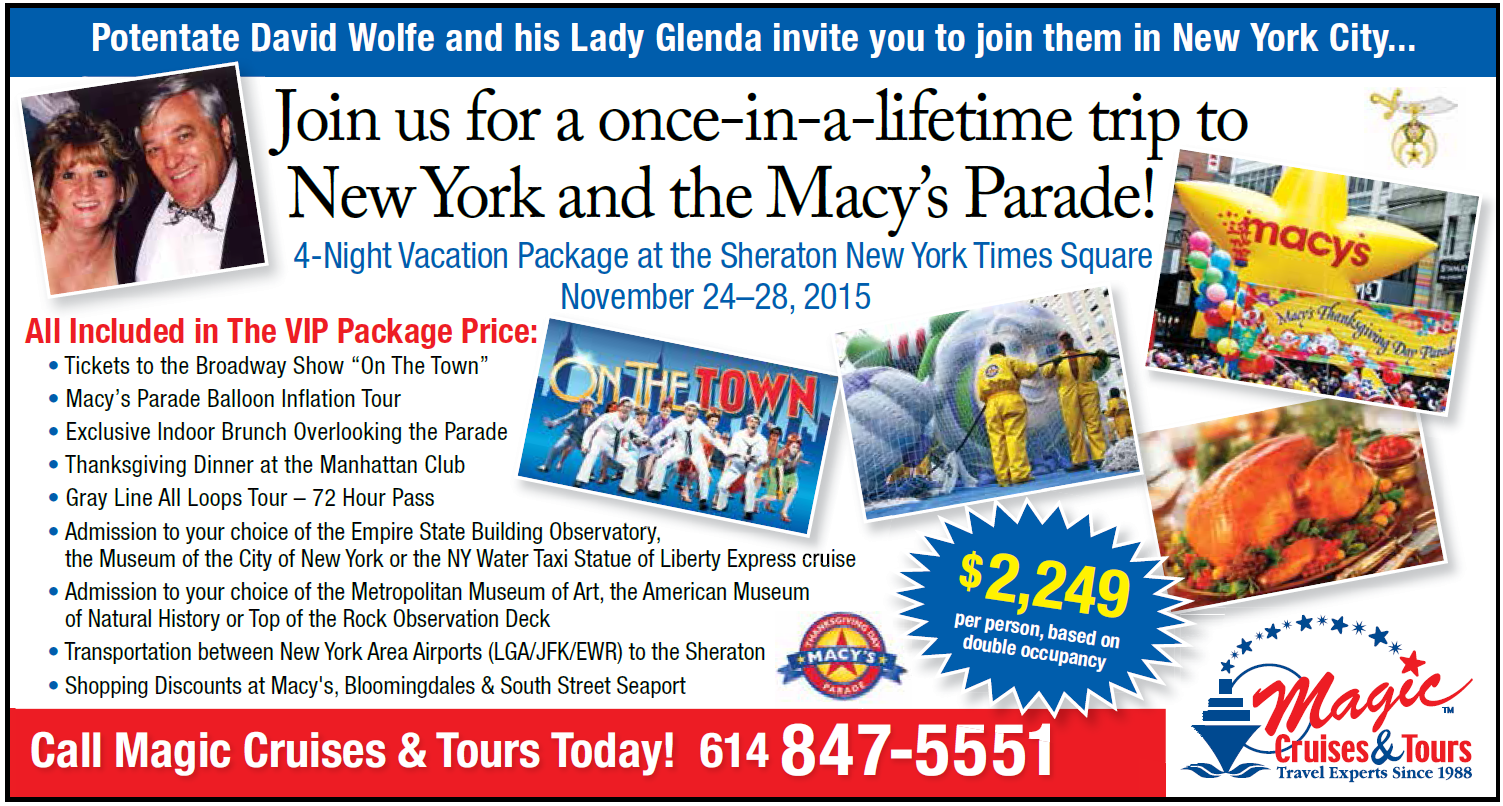 Potentate David Wolfe and his Lady Glenda invite you to join them in New York City...
Join us for a once-in-a-lifetime trip to
New York and the Macy's Parade!
4-Night Vacation Package at the Sheraton New York Times Square
November 24–28, 2015
All Included in The VIP Package Price:
• Tickets to the Broadway Show “On The Town”
• Macy's Parade Balloon Inflation Tour
• Exclusive Indoor Brunch Overlooking the Parade
• Thanksgiving Dinner at the Manhattan Club
• Gray Line All Loops Tour – 72 Hour Pass
• Admission to your choice of the Empire State Building Observatory,
the Museum of the City of New York or the NY Water Taxi Statue of Liberty Express cruise
• Admission to your choice of the Metropolitan Museum of Art, the American Museum
of Natural History or Top of the Rock Observation Deck
• Transportation between New York Area Airports (LGA/JFK/EWR) to the Sheraton
• Shopping Discounts at Macy's, Bloomingdales & South Street Seaport
ON THE TOWN
macy's
Macy's Thanksgiving Day Parade
$2,249
per person, based on
double occupancy
THANKSGIVING DAY
MACY'S
PARADE
Call Magic Cruises & Tours Today! 614 847-5551
Magic™
Cruises&Tours
Travel Experts Since 1988